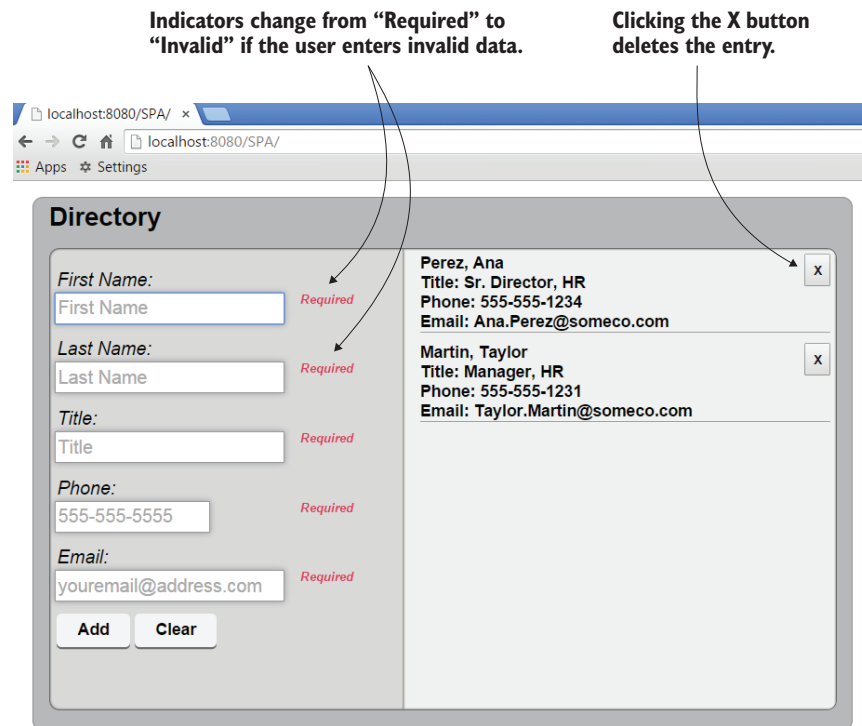 Indicators change from “Required” to
“Invalid” if the user enters invalid data.
Clicking the X button
deletes the entry.
localhost:8080/SPA/ ×
localhost:8080/SPA/
Apps Settings
Directory
First Name:
First Name
Required
Last Name:
Last Name
Required
Title:
Title
Required
Phone:
555-555-5555
Required
Email:
youremail@address.com
Required
Add Clear
Perez, Ana
Title: Sr. Director, HR
Phone: 555-555-1234
Email: Ana.Perez@someco.com
x
Martin, Taylor
Title: Manager, HR
Phone: 555-555-1231
Email: Taylor.Martin@someco.com
x